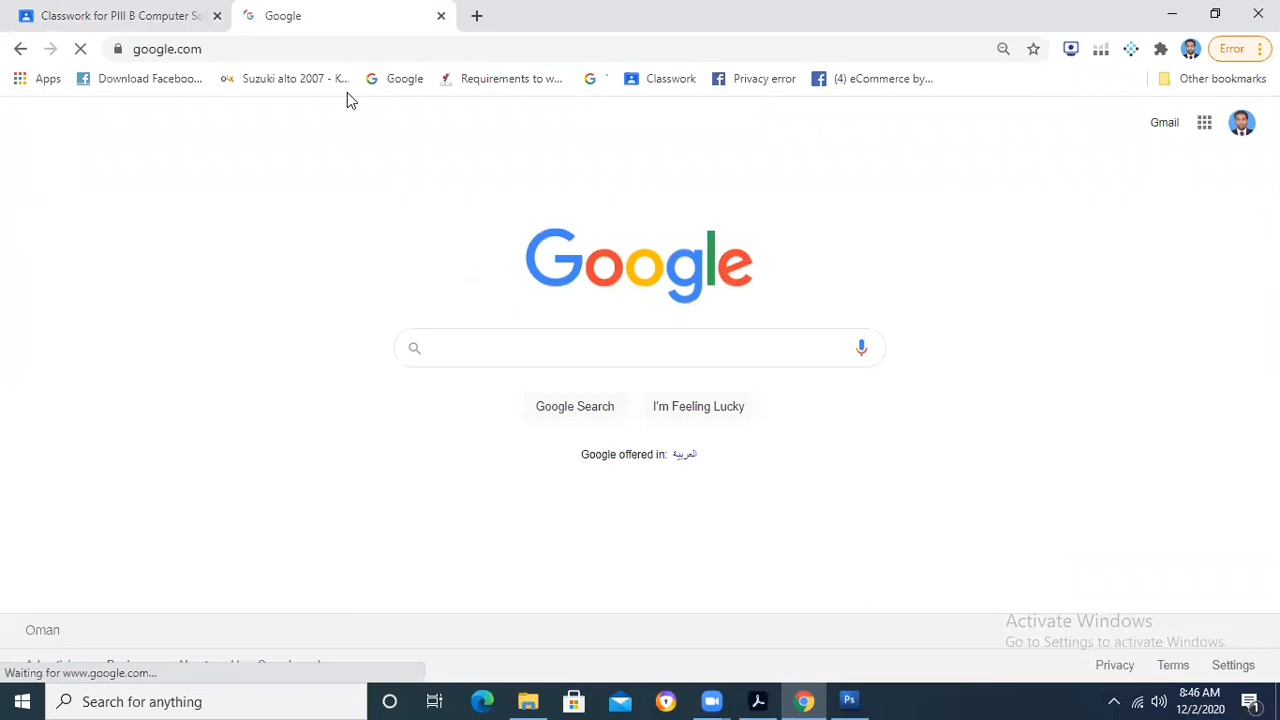 Classwork for PIII B Computer Sc
Google
google.com
Error
Apps
Download Faceboo...
Suzuki alto 2007 - K...
Google
Requirements to w...
Classwork
Privacy error
(4) eCommerce by...
Other bookmarks
Gmail
Google
Google Search
I'm Feeling Lucky
Google offered in: العربية
Oman
Activate Windows
Go to Settings to activate Windows.
Privacy
Terms
Settings
Waiting for www.google.com...
Search for anything
Ps
8:46 AM
12/2/2020
1